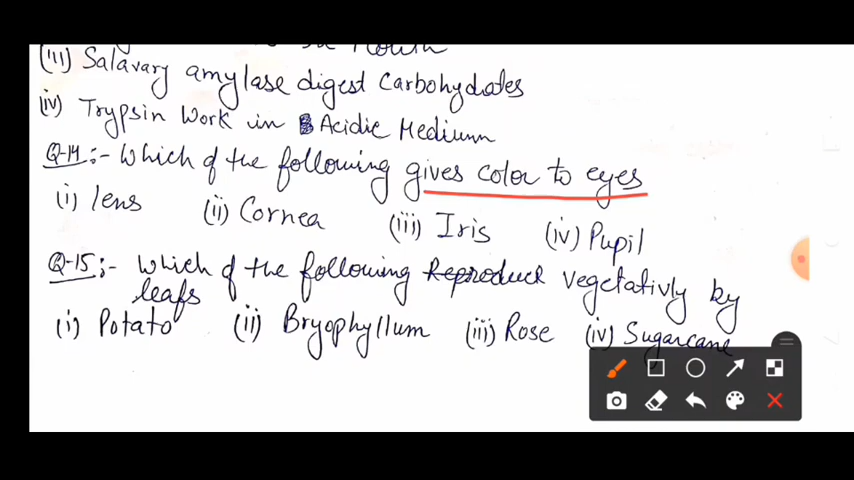 Mouth
(iii) Salavary amylase digest Carbohydrates
(iv) Trypsin Work in Acidic Medium
Q-14:- Which of the following gives color to eyes
(i) lens (ii) Cornea (iii) Iris (iv) Pupil
Q-15:- Which of the following Reproduct vegetativly by
leafs
(i) Potato (ii) Bryophyllum (iii) Rose (iv) Sugarcane